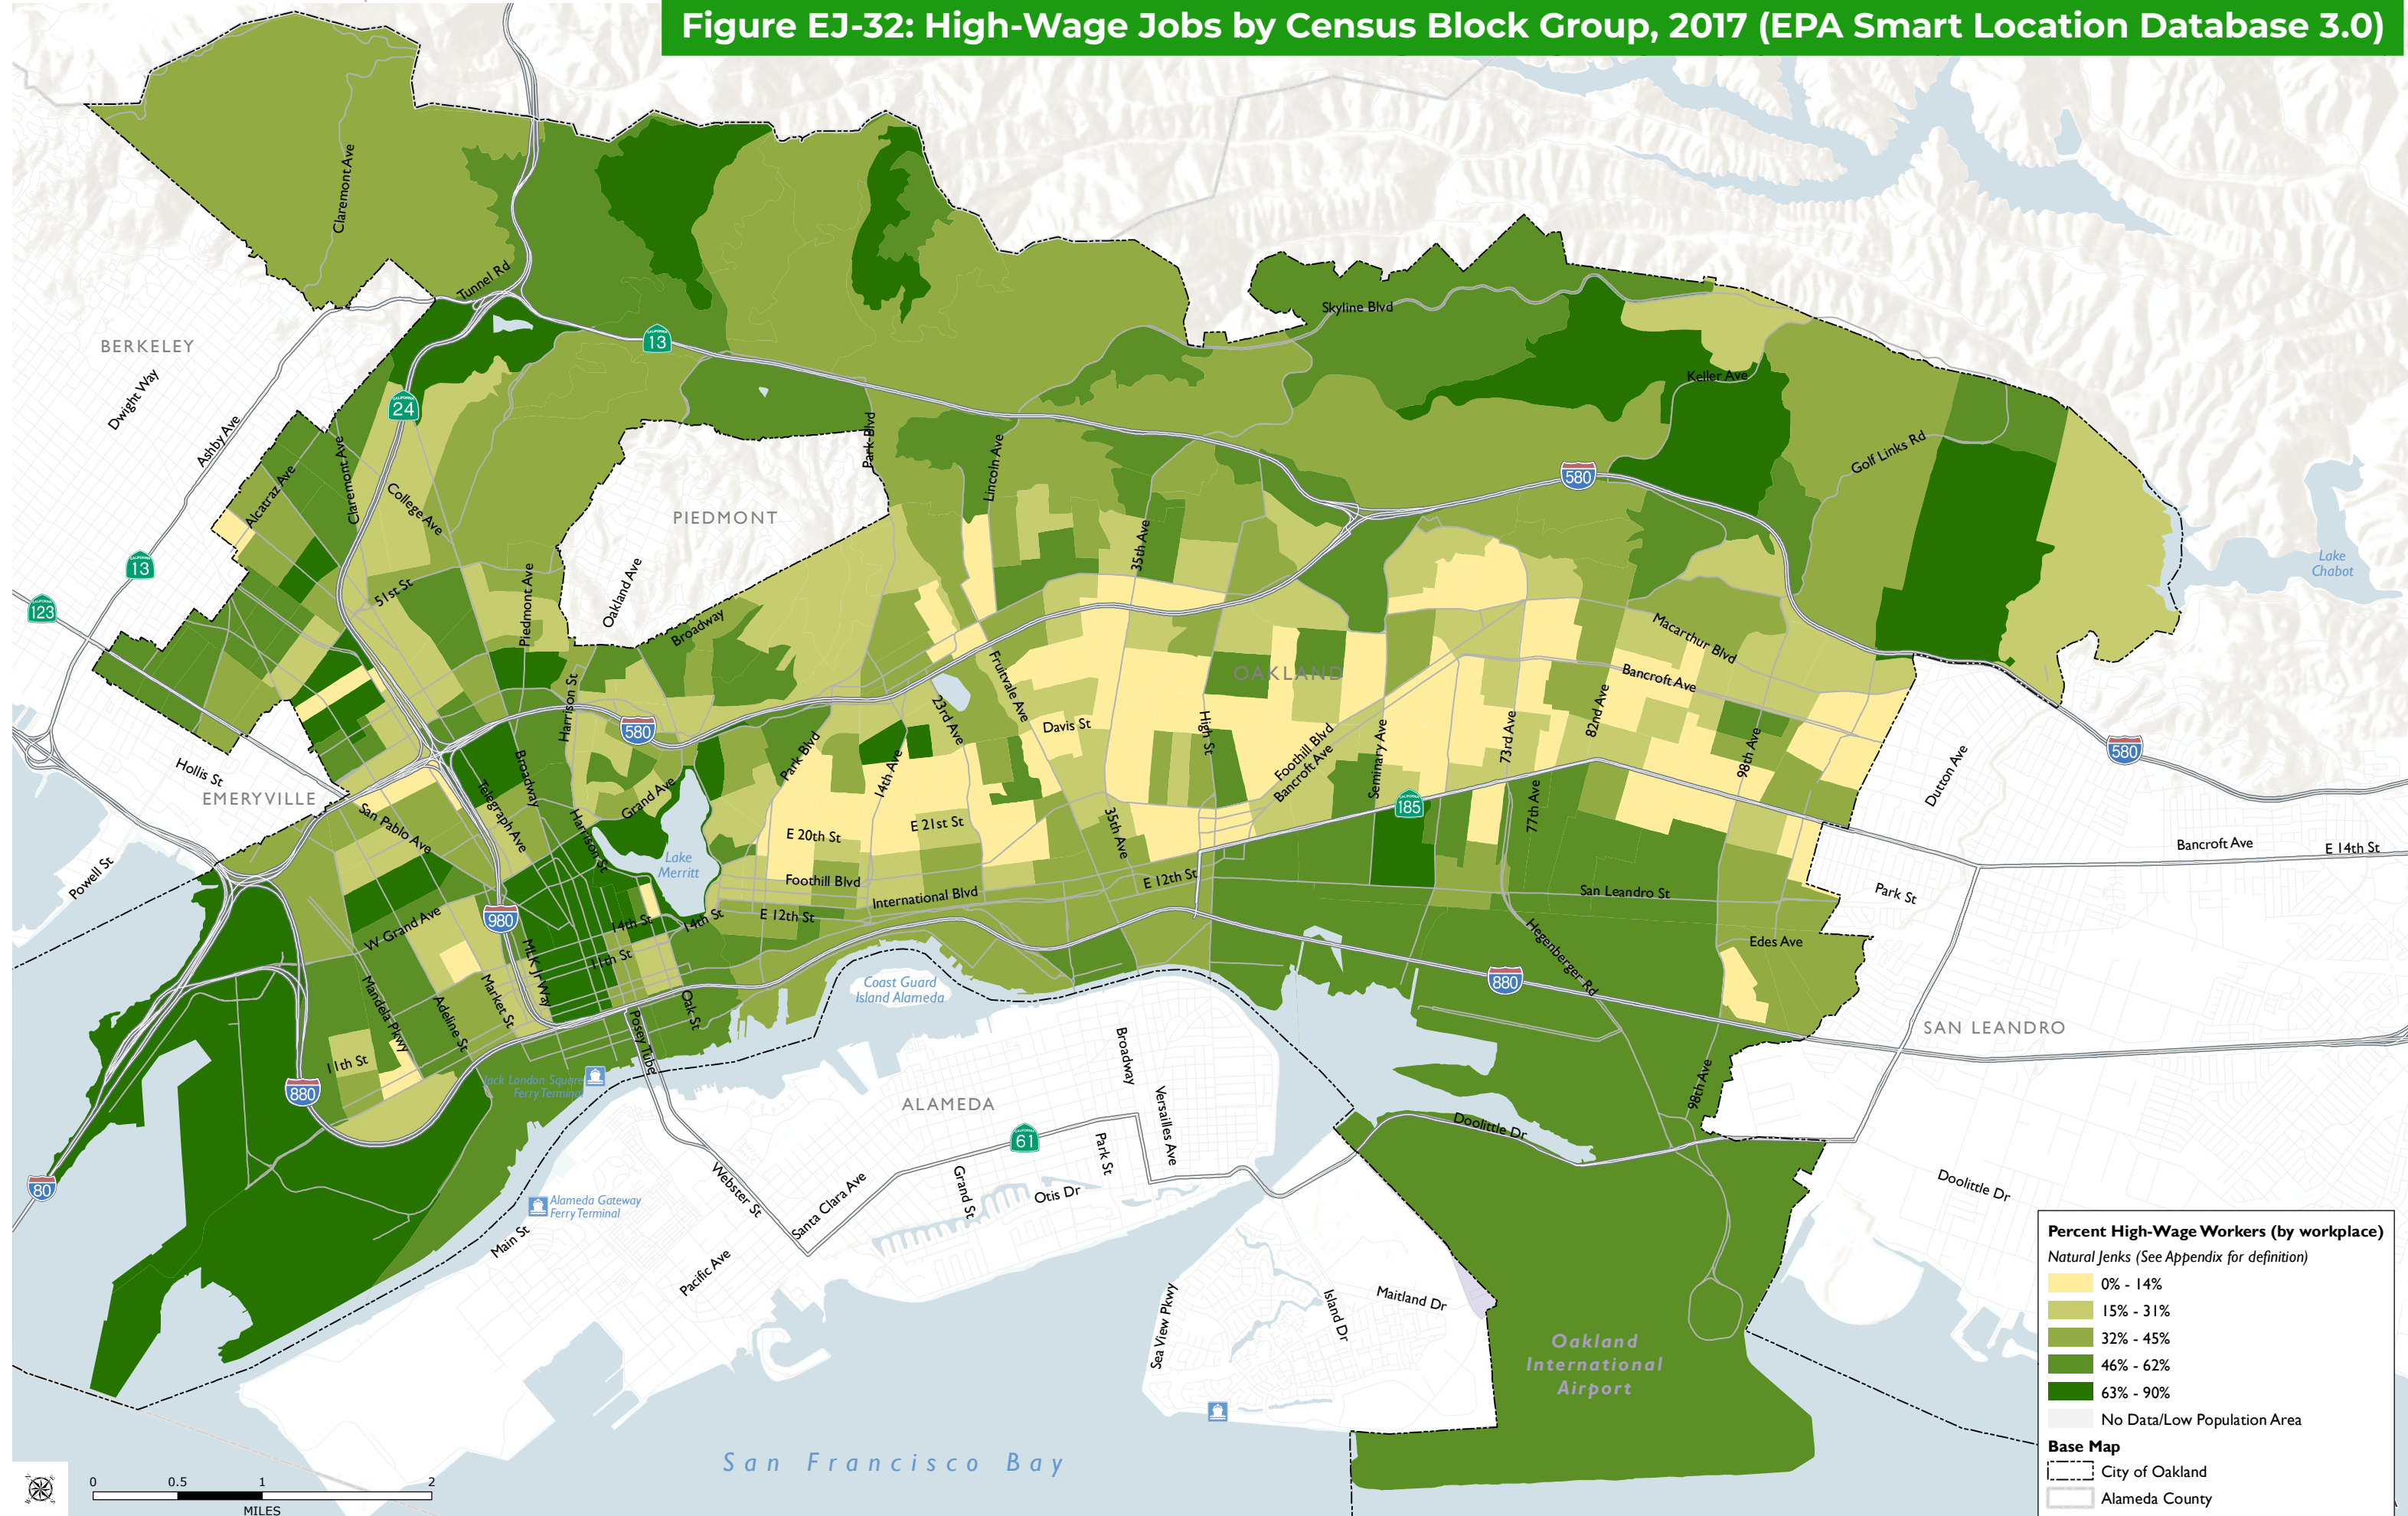 Figure EJ-32: High-Wage Jobs by Census Block Group, 2017 (EPA Smart Location Database 3.0)
Claremont Ave
Tunnel Rd
BERKELEY
Dwight Way
Ashby Ave
13
24
Skyline Blvd
Keller Ave
Golf Links Rd
580
Lake
Chabot
Alcatraz Ave
Claremont Ave
College Ave
PIEDMONT
Park Blvd
Lincoln Ave
35th Ave
13
123
51st St
Piedmont Ave
Oakland Ave
Broadway
OAKLAND
Macarthur Blvd
Bancroft Ave
Hollis St
EMERYVILLE
Powell St
San Pablo Ave
Telegraph Ave
Broadway
Harrison St
580
Harrison St
Grand Ave
Park Blvd
14th Ave
23rd Ave
Fruitvale Ave
Davis St
High St
Foothill Blvd
Bancroft Ave
Seminary Ave
73rd Ave
82nd Ave
98th Ave
77th Ave
185
580
Dutton Ave
Bancroft Ave
E 14th St
Park St
E 20th St
E 21st St
35th Ave
Lake
Merritt
Foothill Blvd
International Blvd
E 12th St
E 12th St
San Leandro St
Edes Ave
Hegenberger Rd
980
W Grand Ave
14th St
14th St
11th St
MLK Jr Way
Market St
Adeline St
Mandela Pkwy
11th St
Oak St
Posey Tube
Coast Guard
Island Alameda
880
880
80
SAN LEANDRO
98th Ave
Jack London Square
Ferry Terminal
Alameda Gateway
Ferry Terminal
Main St
ALAMEDA
61
Broadway
Versailles Ave
Park St
Grand St
Otis Dr
Webster St
Santa Clara Ave
Pacific Ave
Doolittle Dr
Doolittle Dr
Sea View Pkwy
Island Dr
Maitland Dr
Oakland
International
Airport
San Francisco Bay
0 0.5 1 2
MILES
Percent High-Wage Workers (by workplace)
Natural Jenks (See Appendix for definition)
0% - 14%
15% - 31%
32% - 45%
46% - 62%
63% - 90%
No Data/Low Population Area
Base Map
City of Oakland
Alameda County